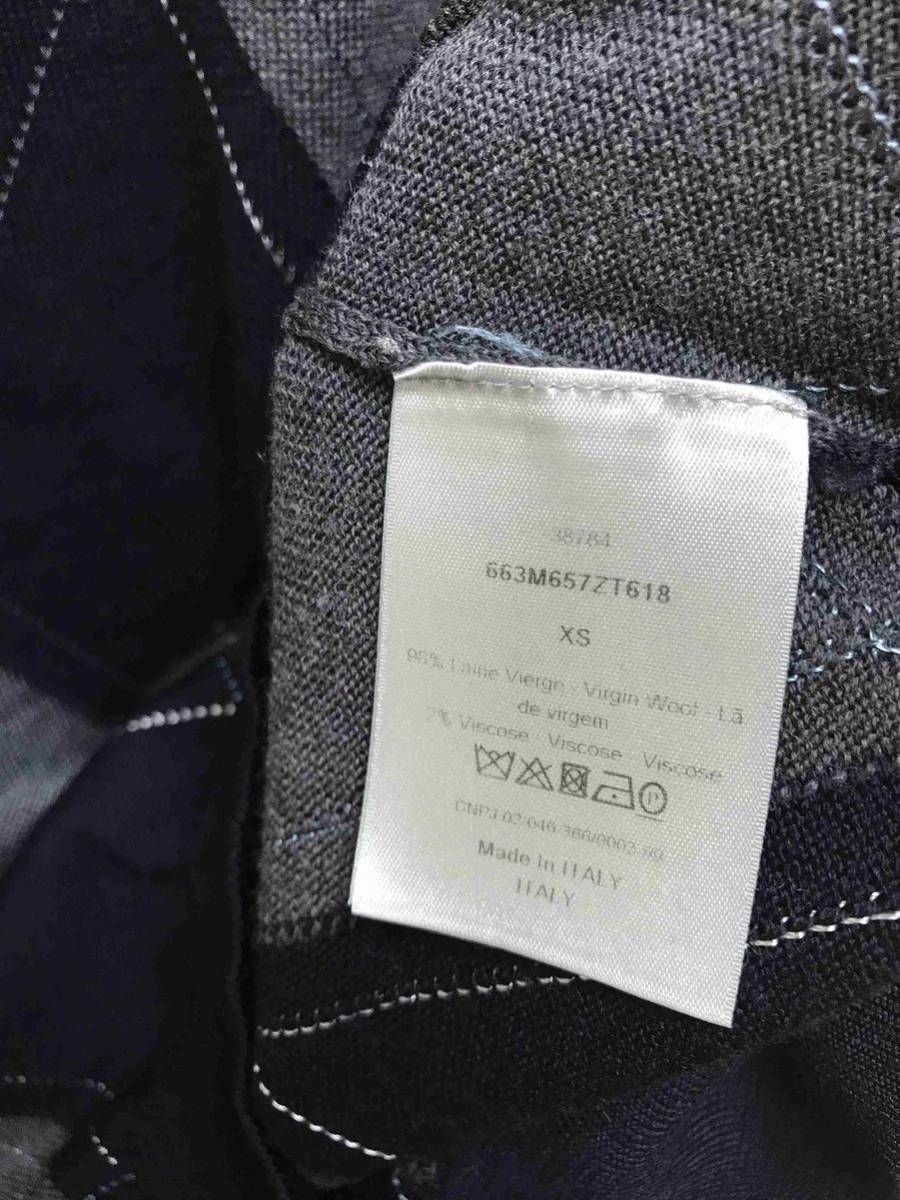 38784
663M657ZT618
XS
98% Laine Vierge - Virgin Wool - Lã
de virgem
2% Viscose - Viscose - Viscose
P
CNPJ 02.046.366/0003-99
Made in ITALY
ITALY